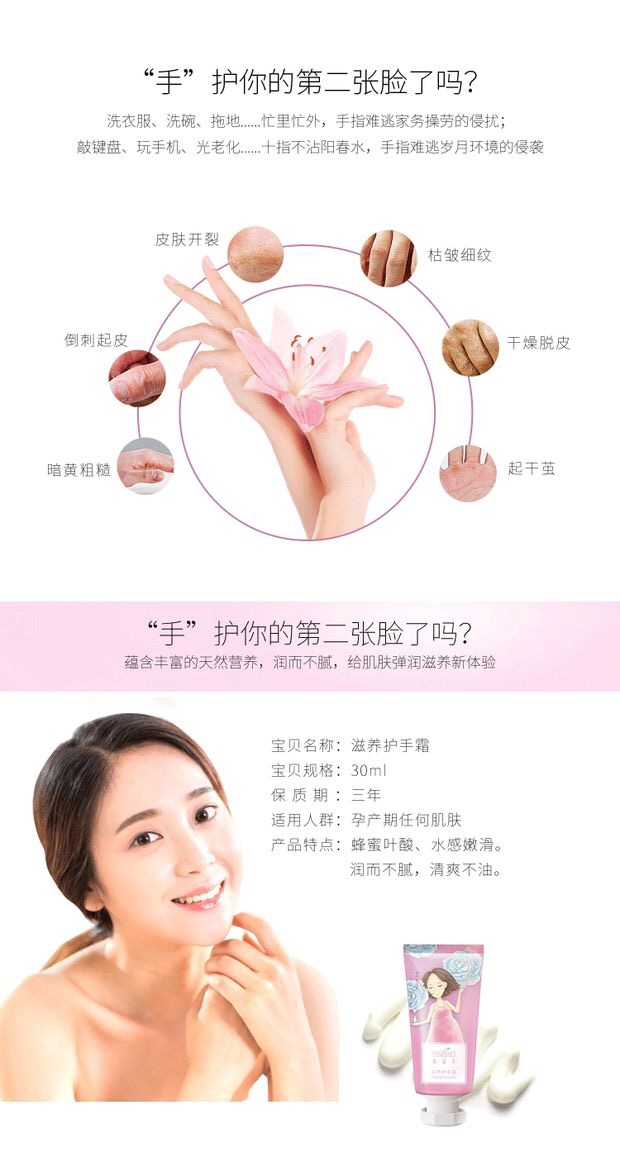 “手”护你的第二张脸了吗？
洗衣服、洗碗、拖地......忙里忙外，手指难逃家务操劳的侵扰；
敲键盘、玩手机、光老化......十指不沾阳春水，手指难逃岁月环境的侵袭
皮肤开裂
枯皱细纹
倒刺起皮
干燥脱皮
暗黄粗糙
起干茧
“手”护你的第二张脸了吗？
蕴含丰富的天然营养，润而不腻，给肌肤弹润滋养新体验
宝贝名称：滋养护手霜
宝贝规格：30ml
保 质 期 ：三年
适用人群：孕产期任何肌肤
产品特点：蜂蜜叶酸、水感嫩滑。
润而不腻，清爽不油。
滋养护手霜